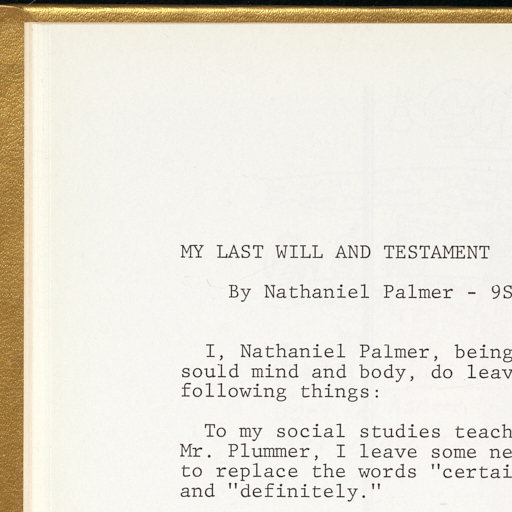 MY LAST WILL AND TESTAMENT
By Nathaniel Palmer - 9S
I, Nathaniel Palmer, being
sould mind and body, do leav
following things:
To my social studies teach
Mr. Plummer, I leave some ne
to replace the words "certai
and "definitely."